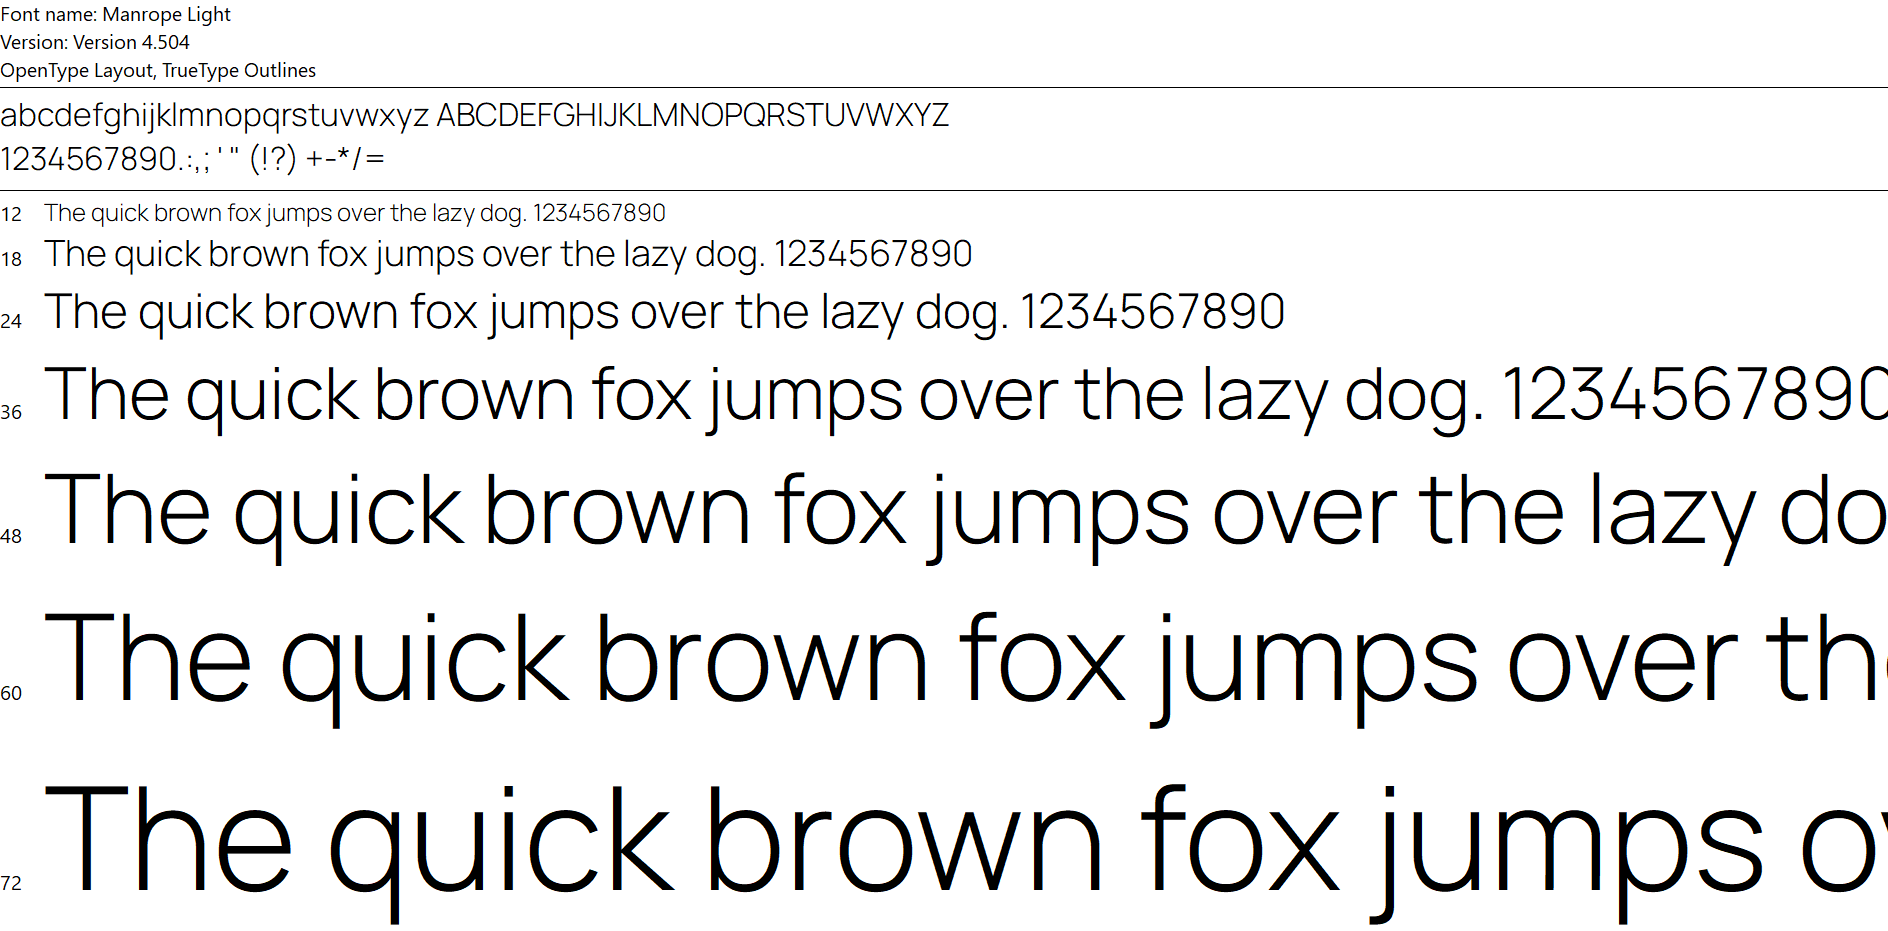 Font name: Manrope Light
Version: Version 4.504
OpenType Layout, TrueType Outlines
abcdefghijklmnopqrstuvwxyz ABCDEFGHIJKLMNOPQRSTUVWXYZ
1234567890.:,; ' " (!?) +-*/=
12 The quick brown fox jumps over the lazy dog. 1234567890
18 The quick brown fox jumps over the lazy dog. 1234567890
24 The quick brown fox jumps over the lazy dog. 1234567890
36 The quick brown fox jumps over the lazy dog. 1234567890
48 The quick brown fox jumps over the lazy do
60 The quick brown fox jumps over th
72 The quick brown fox jumps o